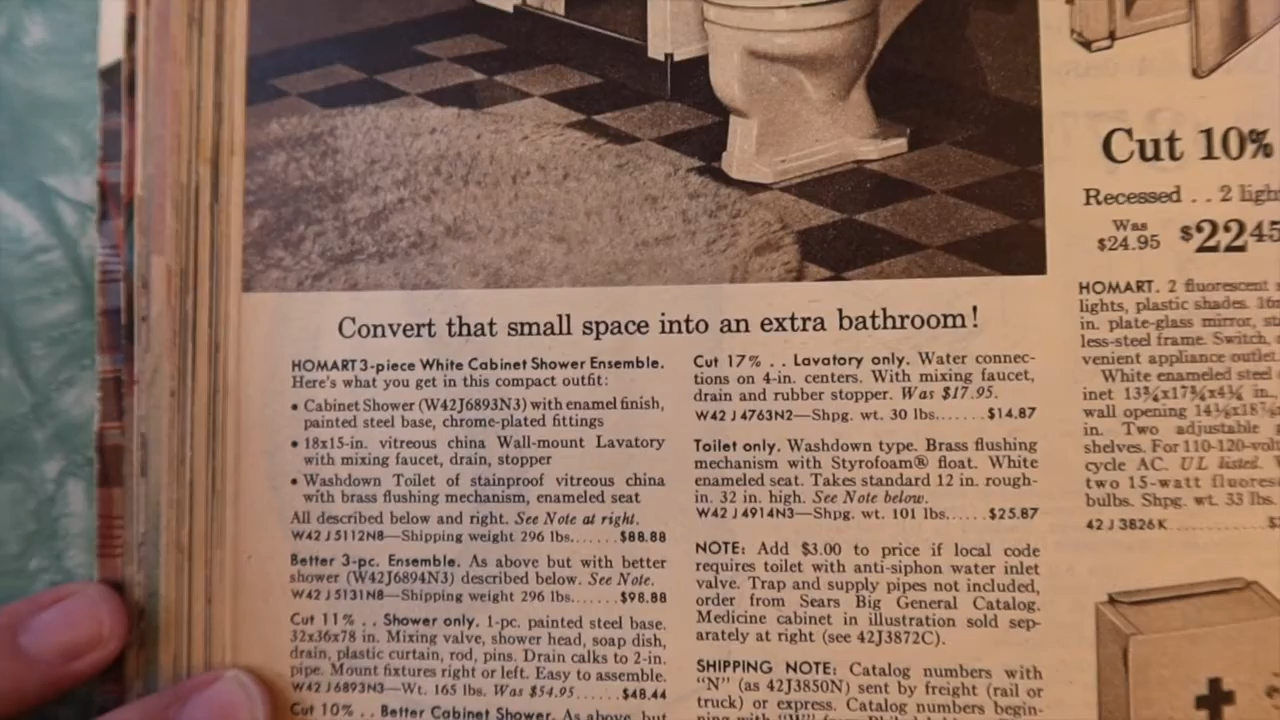 Convert that small space into an extra bathroom!
HOMART 3-piece White Cabinet Shower Ensemble.
Here's what you get in this compact outfit:
• Cabinet Shower (W42J6893N3) with enamel finish,
painted steel base, chrome-plated fittings
• 18x15-in. vitreous china Wall-mount Lavatory
with mixing faucet, drain, stopper
• Washdown Toilet of stainproof vitreous china
with brass flushing mechanism, enameled seat
All described below and right. See Note at right.
W42 J 5112N8—Shipping weight 296 lbs.......$88.88
Better 3-pc. Ensemble. As above but with better
shower (W42J6894N3) described below. See Note.
W42 J 5131N8—Shipping weight 296 lbs.......$98.88
Cut 11% . . Shower only. 1-pc. painted steel base.
32x36x78 in. Mixing valve, shower head, soap dish,
drain, plastic curtain, rod, pins. Drain calks to 2-in.
pipe. Mount fixtures right or left. Easy to assemble.
W42 J 6893N3—Wt. 165 lbs. Was $54.95......$48.44
Cut 10% . . Better Cabinet Shower. As above, but
Cut 17% . . Lavatory only. Water connec-
tions on 4-in. centers. With mixing faucet,
drain and rubber stopper. Was $17.95.
W42 J 4763N2—Shpg. wt. 30 lbs.......$14.87
Toilet only. Washdown type. Brass flushing
mechanism with Styrofoam® float. White
enameled seat. Takes standard 12 in. rough-
in. 32 in. high. See Note below.
W42 J 4914N3—Shpg. wt. 101 lbs......$25.87
NOTE: Add $3.00 to price if local code
requires toilet with anti-siphon water inlet
valve. Trap and supply pipes not included,
order from Sears Big General Catalog.
Medicine cabinet in illustration sold sep-
arately at right (see 42J3872C).
SHIPPING NOTE: Catalog numbers with
"N" (as 42J3850N) sent by freight (rail or
truck) or express. Catalog numbers begin-
Cut 10%
Recessed . . 2 ligh
Was
$24.95 $22.45
HOMART. 2 fluorescent
lights, plastic shades. 16
in. plate-glass mirror, st
less-steel frame. Switch,
venient appliance outlet
White enameled steel
inet 13¾x17¾x4¾ in.,
wall opening
in. Two adjustable
shelves. For 110-120-vol
cycle AC. UL listed.
two 15-watt fluores
bulbs. Shpg. wt. 33 lbs.
42 J 3826K